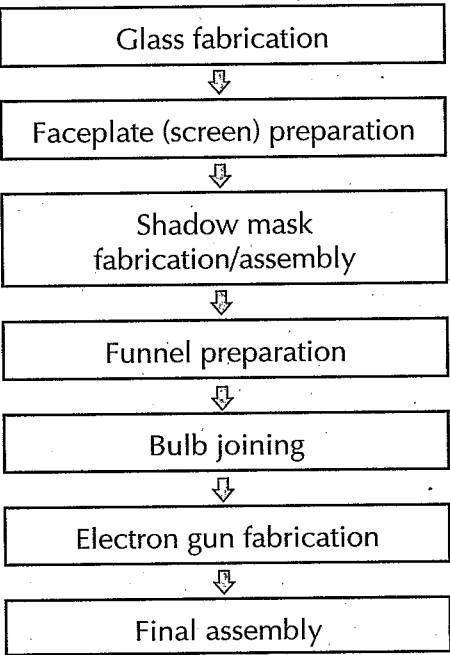 Glass fabrication
Faceplate (screen) preparation
Shadow mask
fabrication/assembly
Funnel preparation
Bulb joining
Electron gun fabrication
Final assembly